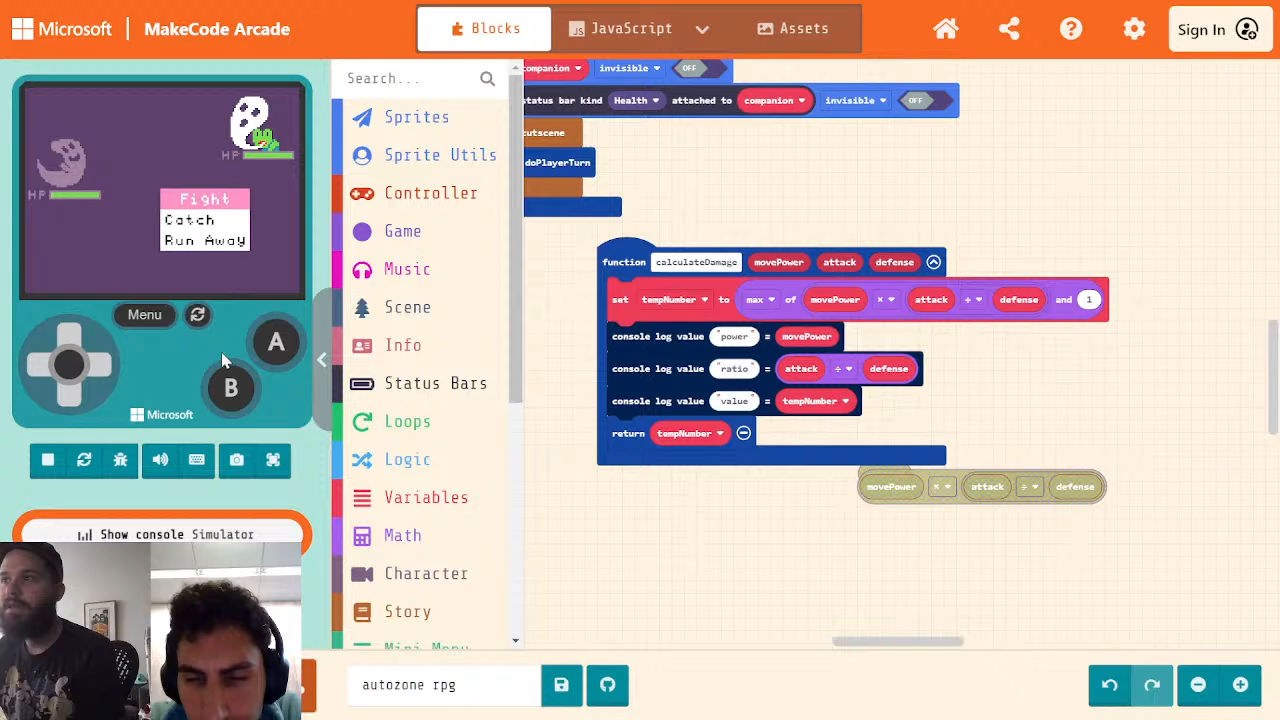 Microsoft
MakeCode Arcade
Blocks
JavaScript
Assets
Sign In
HP
HP
Fight
Catch
Run Away
Menu
A
B
Microsoft
Show console Simulator
Search...
Sprites
Sprite Utils
Controller
Game
Music
Scene
Info
Status Bars
Loops
Logic
Variables
Math
Character
Story
Mini Menu
companion invisible OFF
status bar kind Health attached to companion invisible OFF
cutscene
doPlayerTurn
function calculateDamage movePower attack defense
set tempNumber to max of movePower × attack ÷ defense and 1
console log value "power" = movePower
console log value "ratio" = attack ÷ defense
console log value "value" = tempNumber
return tempNumber
movePower × attack ÷ defense
autozone rpg